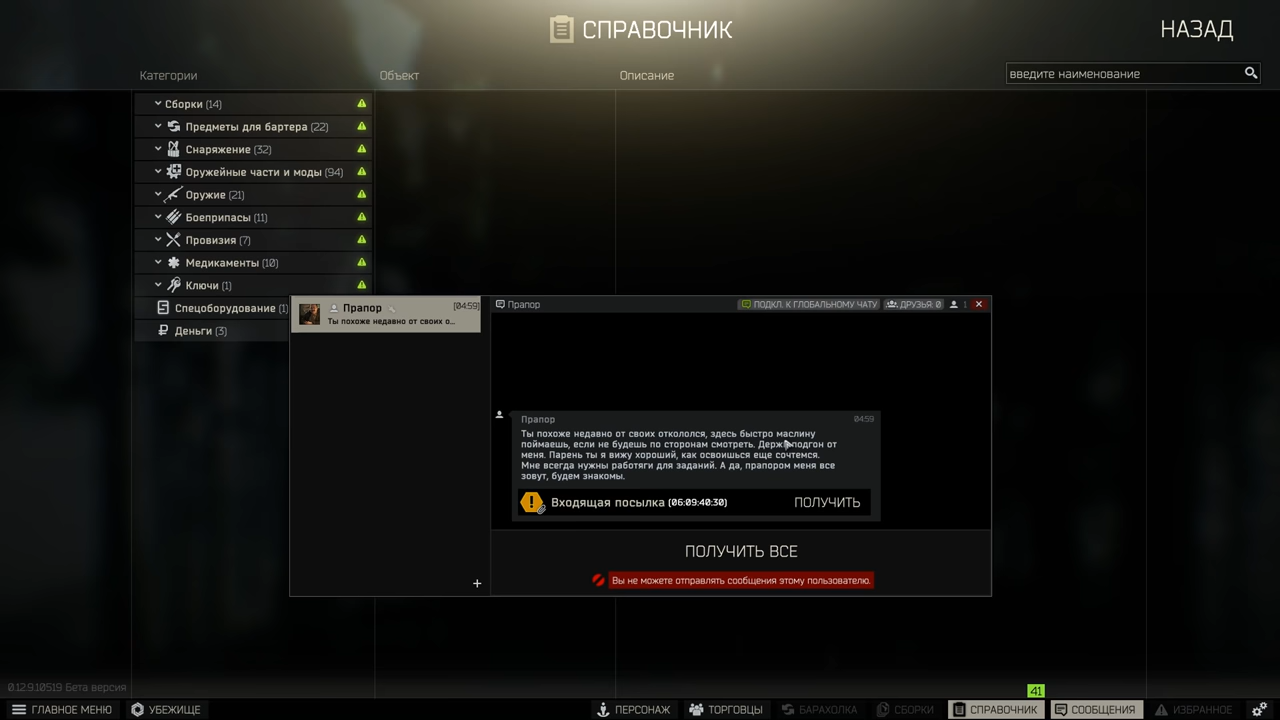 СПРАВОЧНИК
НАЗАД
Категории
Объект
Описание
введите наименование
Сборки (14)
Предметы для бартера (22)
Снаряжение (32)
Оружейные части и моды (94)
Оружие (21)
Боеприпасы (11)
Провизия (7)
Медикаменты (10)
Ключи (1)
Спецоборудование (1)
Деньги (3)
Прапор
[04:59]
Ты похоже недавно от своих о...
Прапор
ПОДКЛ. К ГЛОБАЛЬНОМУ ЧАТУ
ДРУЗЬЯ: 0
1
Прапор
04:59
Ты похоже недавно от своих откололся, здесь быстро маслину
поймаешь, если не будешь по сторонам смотреть. Держи подгон от
меня. Парень ты я вижу хороший, как освоишься еще сочтемся.
Мне всегда нужны работяги для заданий. А да, прапором меня все
зовут, будем знакомы.
Входящая посылка (06:09:40:30)
ПОЛУЧИТЬ
ПОЛУЧИТЬ ВСЕ
Вы не можете отправлять сообщения этому пользователю.
0.12.9.10519 Бета версия
41
ГЛАВНОЕ МЕНЮ
УБЕЖИЩЕ
ПЕРСОНАЖ
ТОРГОВЦЫ
БАРАХОЛКА
СБОРКИ
СПРАВОЧНИК
СООБЩЕНИЯ
ИЗБРАННОЕ